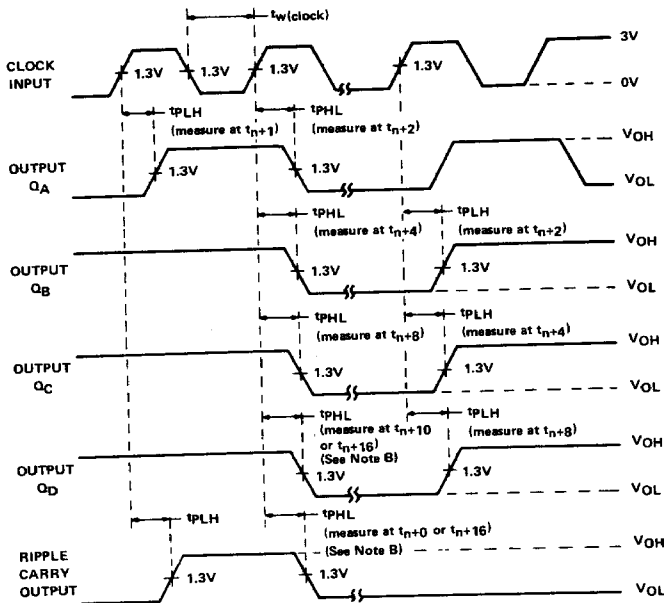 tw(clock)
3V
CLOCK
INPUT
1.3V
1.3V
1.3V
1.3V
0V
tPLH
(measure at tn+1)
tPHL
(measure at tn+2)
VOH
OUTPUT
QA
1.3V
1.3V
VOL
tPHL
(measure at tn+4)
tPLH
(measure at tn+2)
VOH
OUTPUT
QB
1.3V
1.3V
VOL
tPHL
(measure at tn+8)
tPLH
(measure at tn+4)
VOH
OUTPUT
QC
1.3V
1.3V
VOL
tPHL
(measure at tn+10
or tn+16)
(See Note B)
tPLH
(measure at tn+8)
VOH
OUTPUT
QD
1.3V
1.3V
VOL
tPLH
tPHL
(measure at tn+0 or tn+16)
(See Note B)
VOH
RIPPLE
CARRY
OUTPUT
1.3V
1.3V
VOL